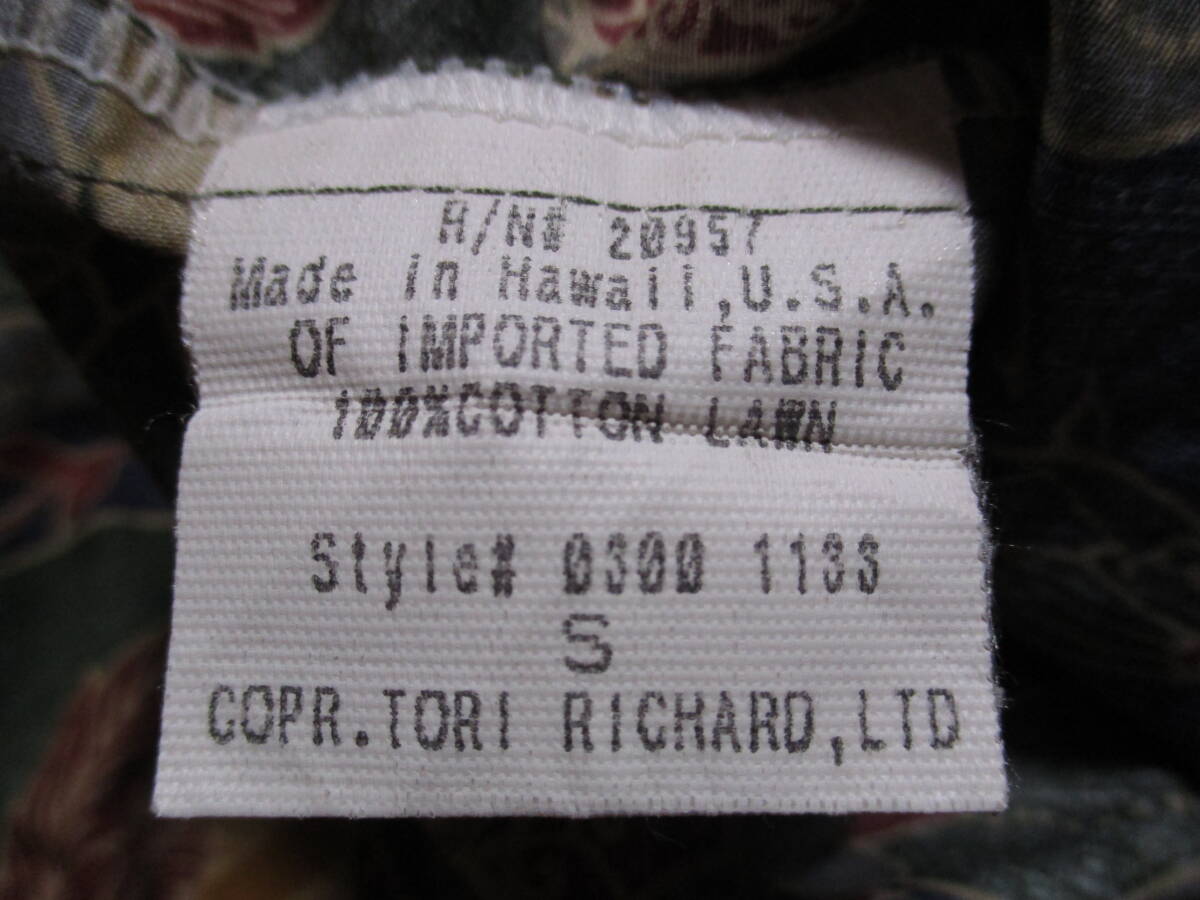 R/N# 20957
Made in Hawaii,U.S.A.
OF IMPORTED FABRIC
100%COTTON LAWN
Style# 0300 1133
S
COPR.TORI RICHARD,LTD